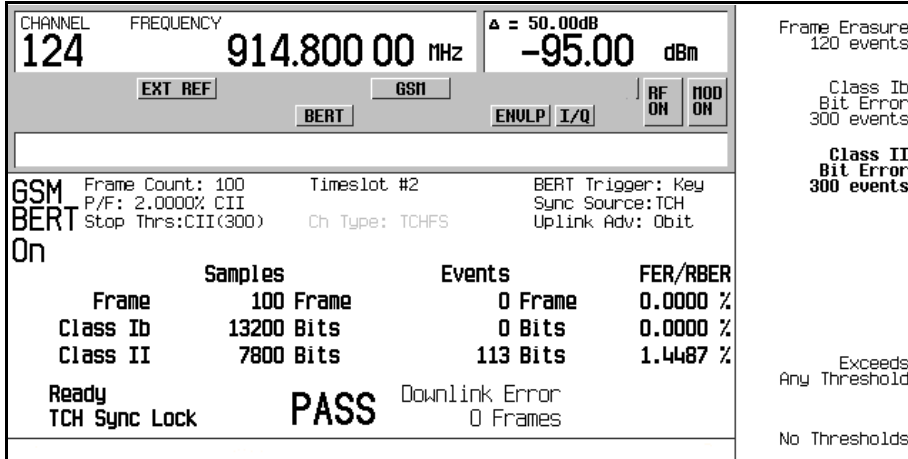 CHANNEL FREQUENCY Δ = 50.00dB
124 914.800 00 MHz -95.00 dBm
EXT REF GSM RF ON MOD ON
BERT ENVLP I/Q
GSM BERT On
Frame Count: 100 Timeslot #2 BERT Trigger: Key
P/F: 2.0000% CII Sync Source:TCH
Stop Thrs:CII(300) Ch Type: TCHFS Uplink Adv: 0bit
Samples Events FER/RBER
Frame 100 Frame 0 Frame 0.0000 %
Class Ib 13200 Bits 0 Bits 0.0000 %
Class II 7800 Bits 113 Bits 1.4487 %
Ready
TCH Sync Lock
PASS
Downlink Error
0 Frames
Frame Erasure
120 events
Class Ib
Bit Error
300 events
Class II
Bit Error
300 events
Exceeds
Any Threshold
No Thresholds